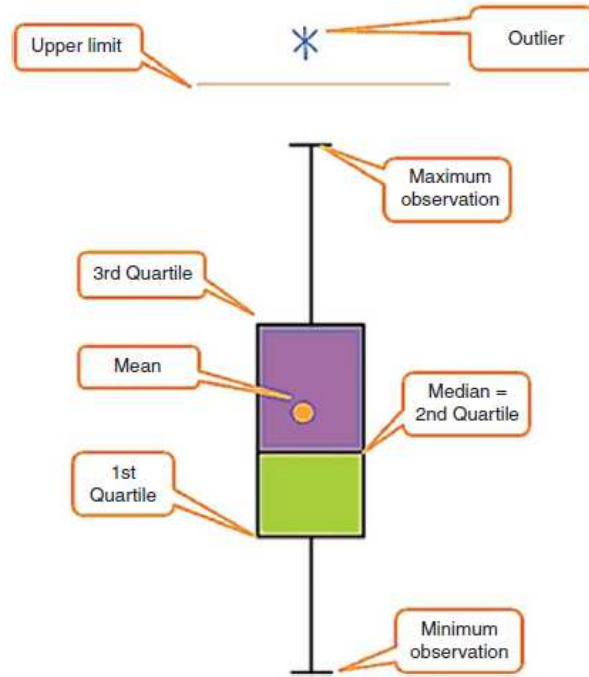 Upper limit
Outlier
Maximum
observation
3rd Quartile
Mean
Median =
2nd Quartile
1st
Quartile
Minimum
observation